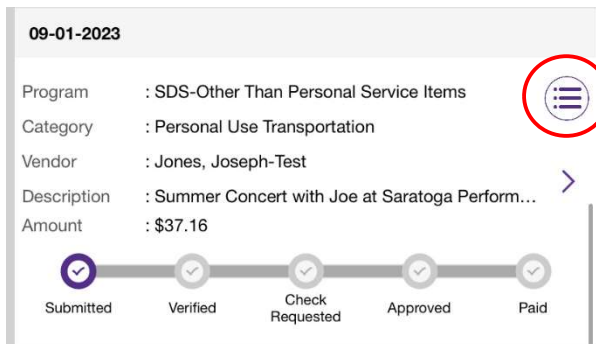 09-01-2023
Program : SDS-Other Than Personal Service Items
Category : Personal Use Transportation
Vendor : Jones, Joseph-Test
Description : Summer Concert with Joe at Saratoga Perform...
Amount : $37.16
Submitted Verified Check Requested Approved Paid